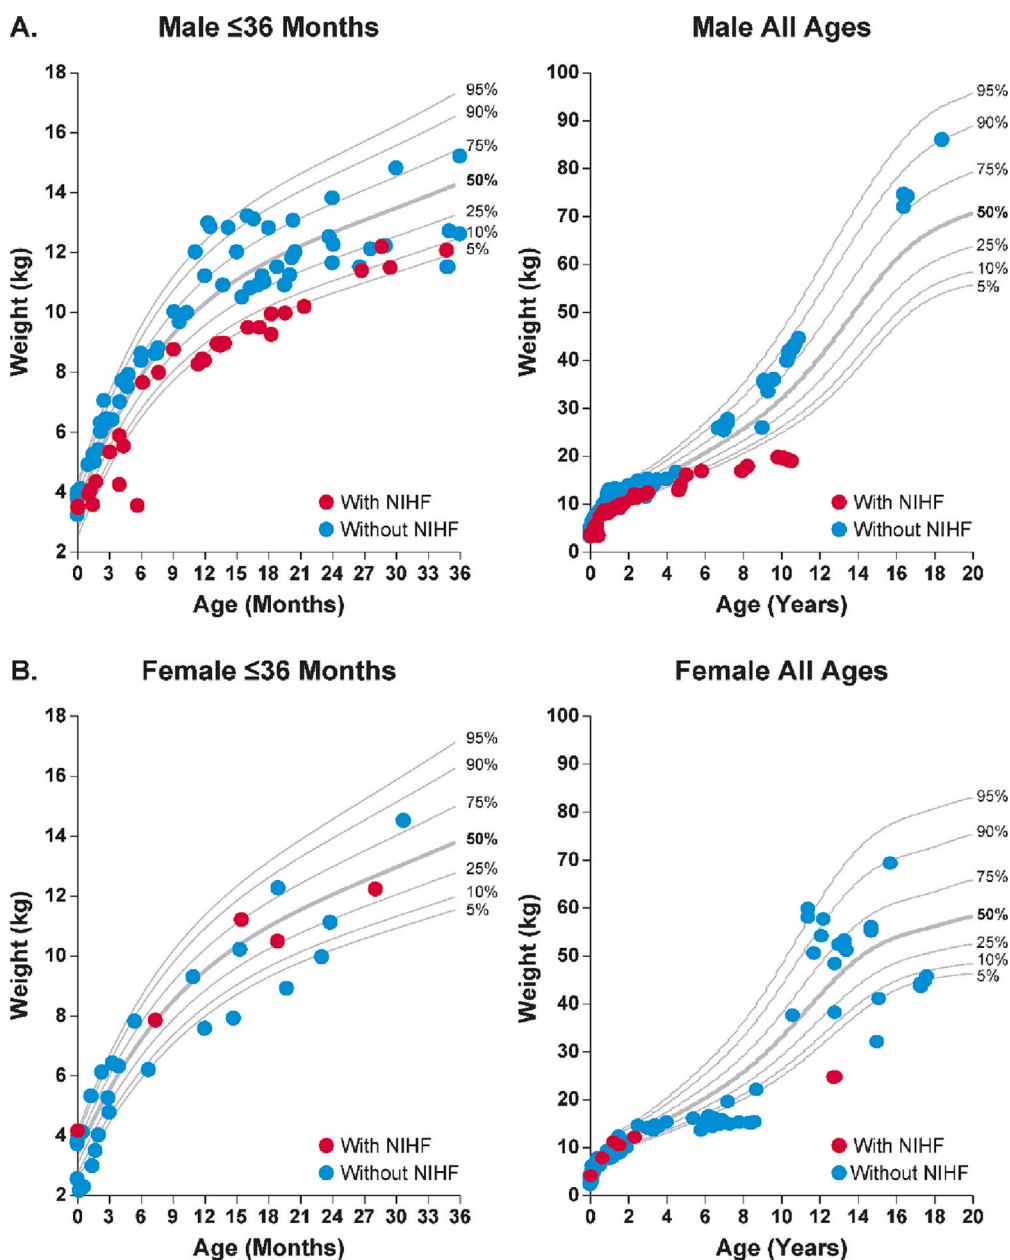 A. Male ≤36 Months
18
16
14
12
10
8
6
4
2
Weight (kg)
95%
90%
75%
50%
25%
10%
5%
With NIHF
Without NIHF
0 3 6 9 12 15 18 21 24 27 30 33 36
Age (Months)
Male All Ages
100
90
80
70
60
50
40
30
20
10
0
Weight (kg)
95%
90%
75%
50%
25%
10%
5%
With NIHF
Without NIHF
0 2 4 6 8 10 12 14 16 18 20
Age (Years)
B. Female ≤36 Months
18
16
14
12
10
8
6
4
2
Weight (kg)
95%
90%
75%
50%
25%
10%
5%
With NIHF
Without NIHF
0 3 6 9 12 15 18 21 24 27 30 33 36
Age (Months)
Female All Ages
100
90
80
70
60
50
40
30
20
10
0
Weight (kg)
95%
90%
75%
50%
25%
10%
5%
With NIHF
Without NIHF
0 2 4 6 8 10 12 14 16 18 20
Age (Years)